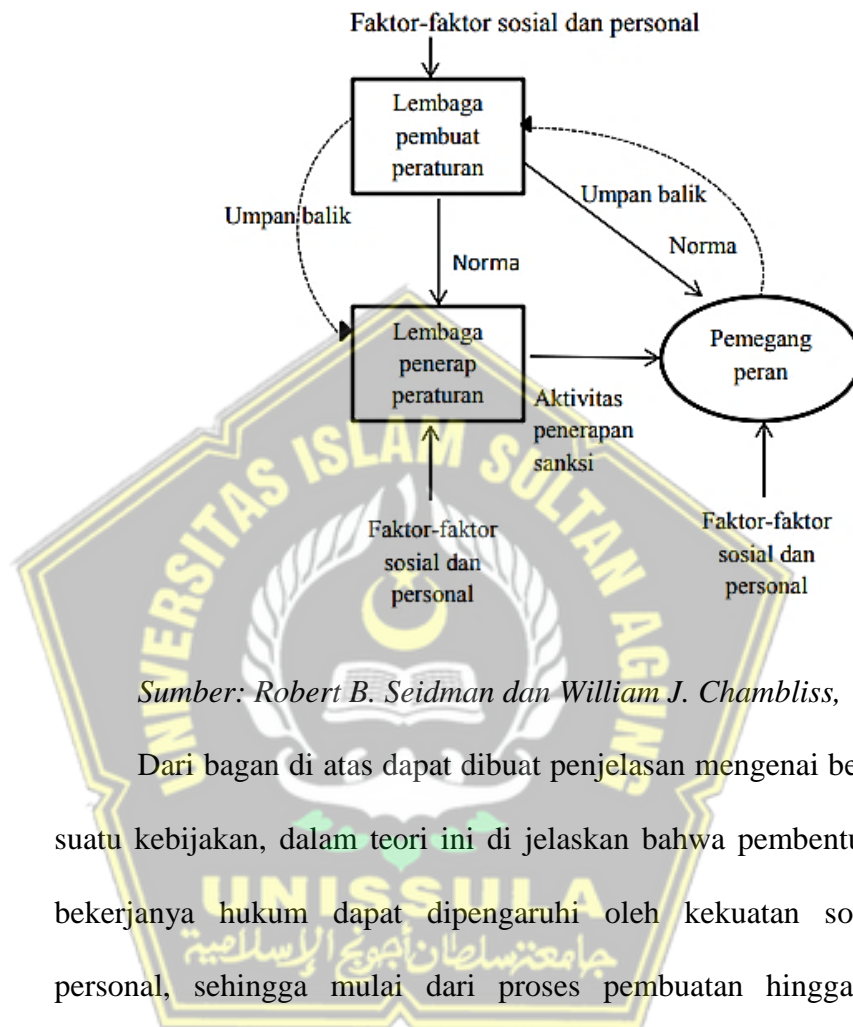 Faktor-faktor sosial dan personal
Lembaga
pembuat
peraturan
Umpan balik
Umpan balik
Norma
Norma
Lembaga
penerap
peraturan
Pemegang
peran
Aktivitas
penerapan
sanksi
Faktor-faktor
sosial dan
personal
Faktor-faktor
sosial dan
personal
UNIVERSITAS ISLAM SULTAN AGUNG
Sumber: Robert B. Seidman dan William J. Chambliss,
Dari bagan di atas dapat dibuat penjelasan mengenai be
suatu kebijakan, dalam teori ini di jelaskan bahwa pembentu
bekerjanya hukum dapat dipengaruhi oleh kekuatan so
personal, sehingga mulai dari proses pembuatan hingga
UNISSULA
جامعتسلطان أجونج الإسلامية